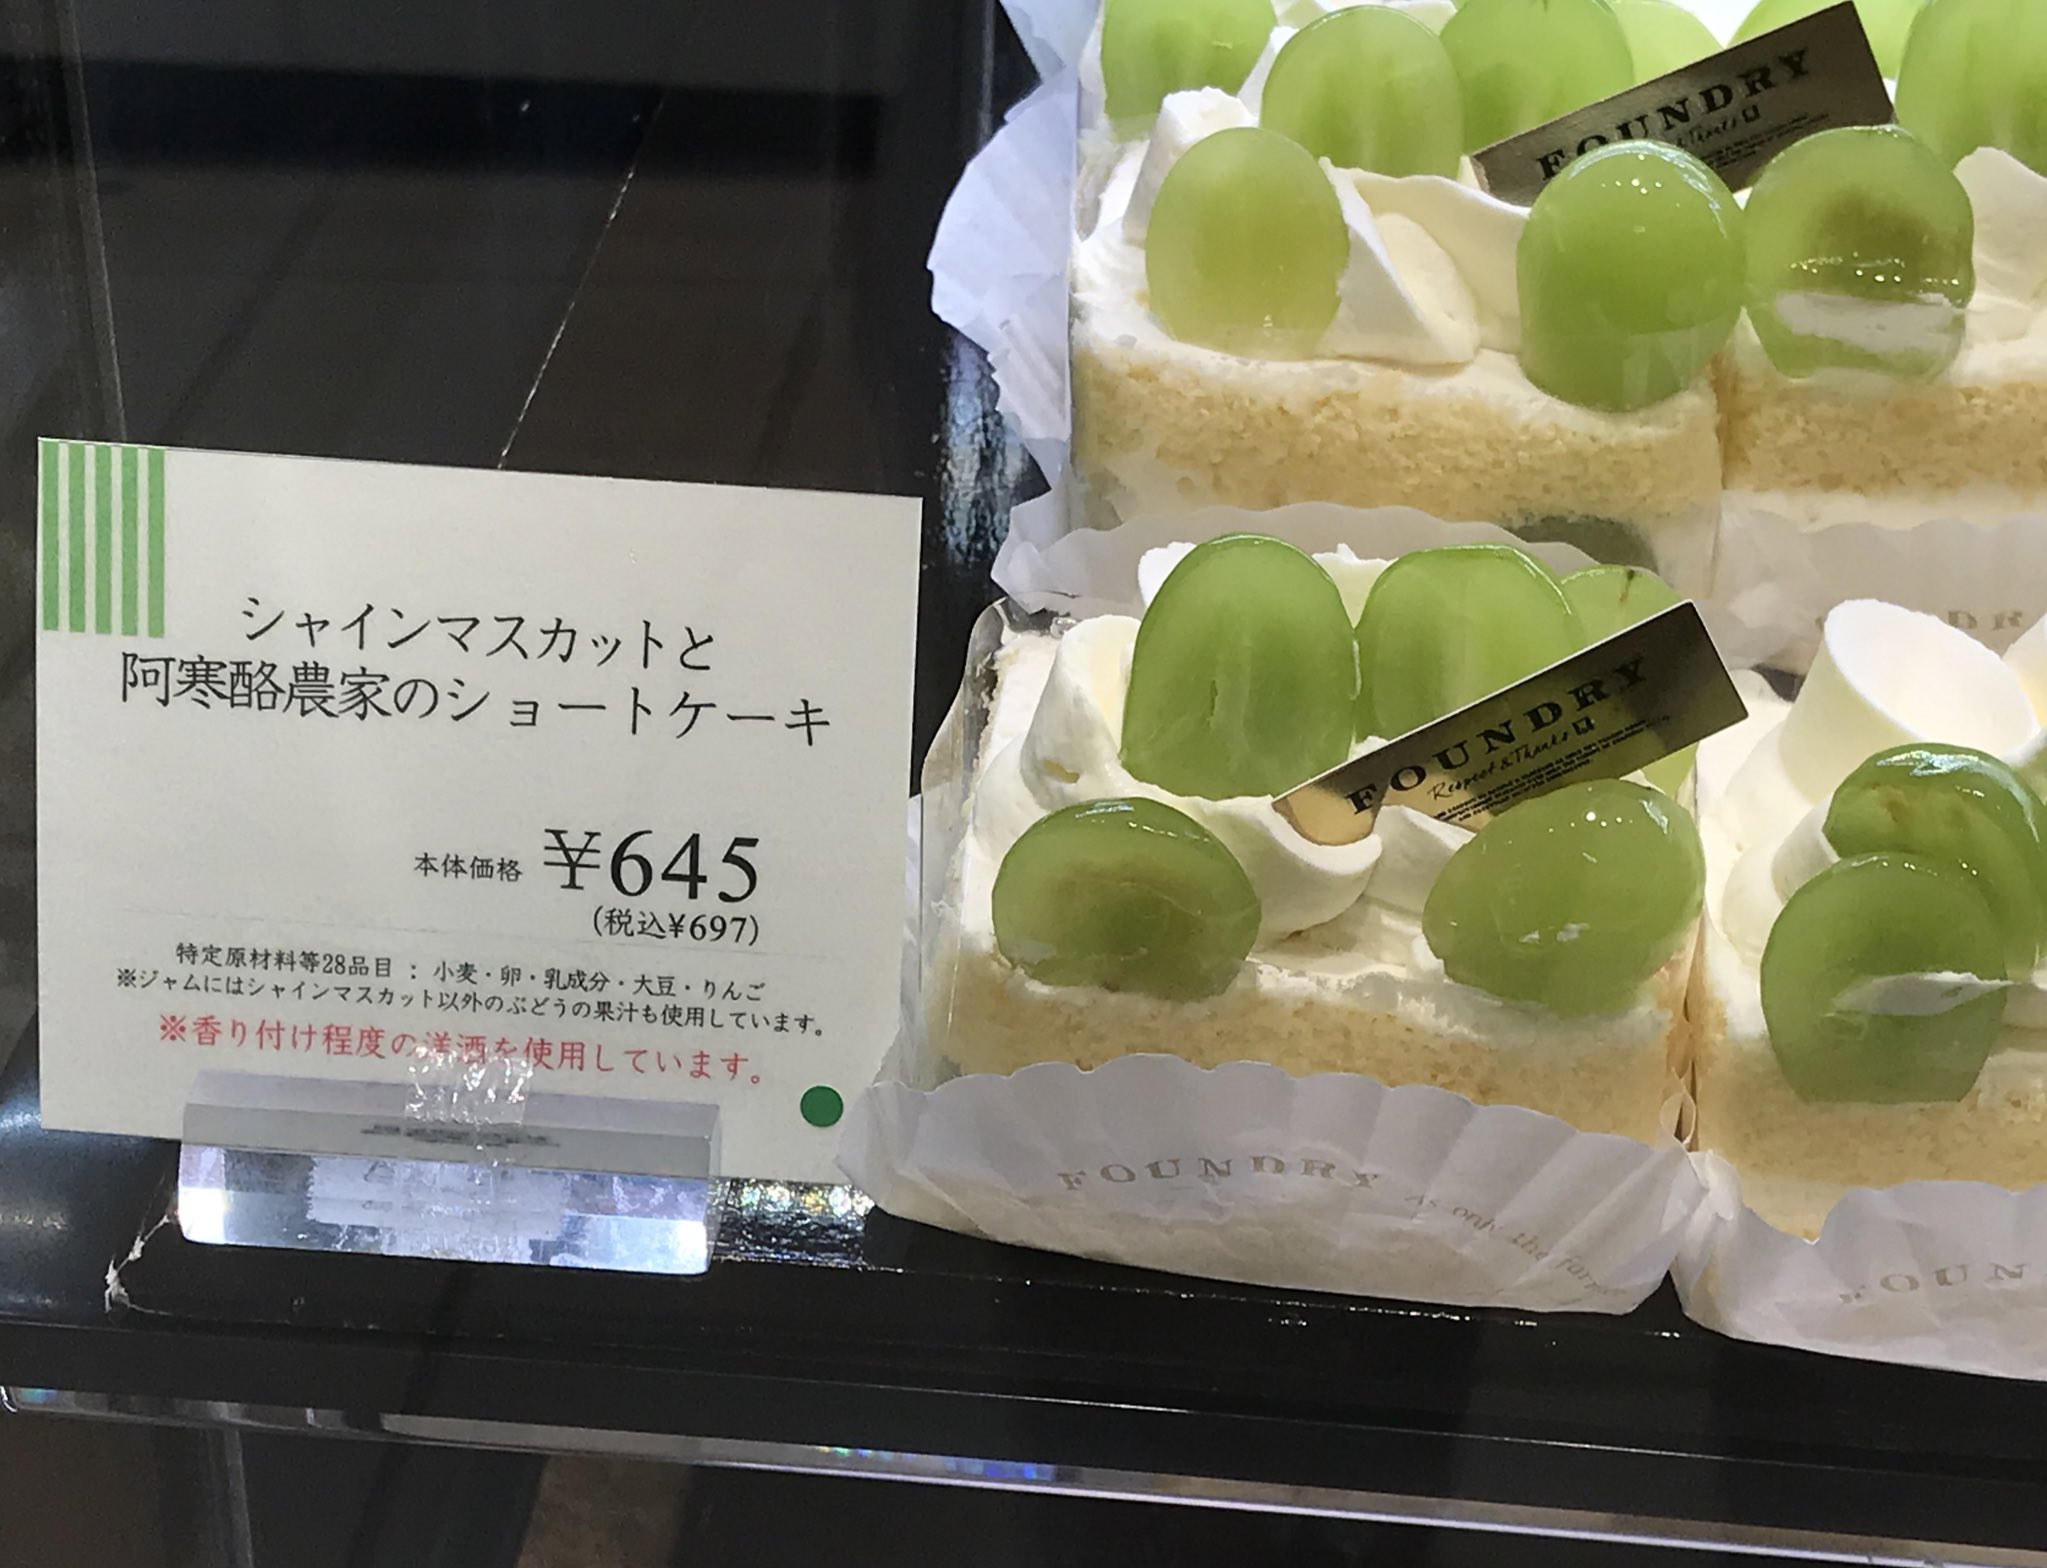 シャインマスカットと
阿寒酪農家のショートケーキ
本体価格 ¥645
(税込¥697)
特定原材料等28品目 : 小麦・卵・乳成分・大豆・りんご
※ジャムにはシャインマスカット以外のぶどうの果汁も使用しています。
※香り付け程度の洋酒を使用しています。
FOUNDRY
Thanks
FOUNDRY
Respect & Thanks
FOUNDRY As only the
FOUN